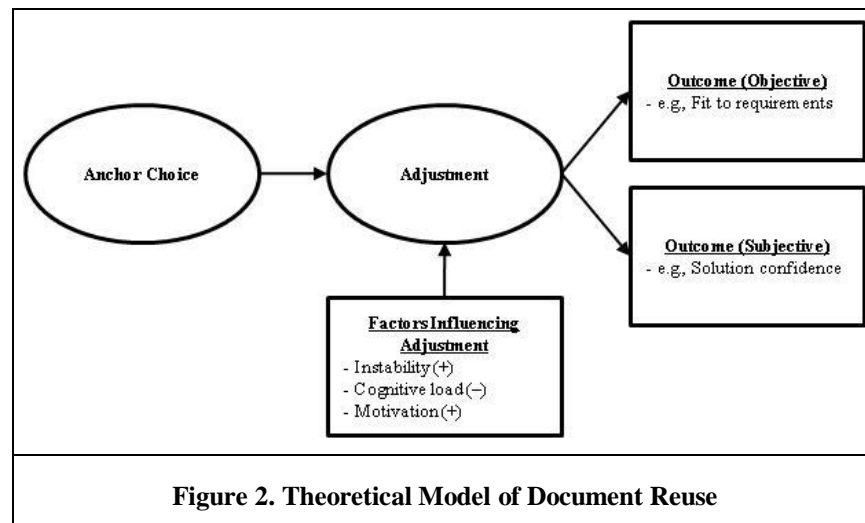 Anchor Choice
Adjustment
Outcome (Objective)
- e.g., Fit to requirements
Outcome (Subjective)
- e.g., Solution confidence
Factors Influencing
Adjustment
- Instability (+)
- Cognitive load (–)
- Motivation (+)
Figure 2. Theoretical Model of Document Reuse